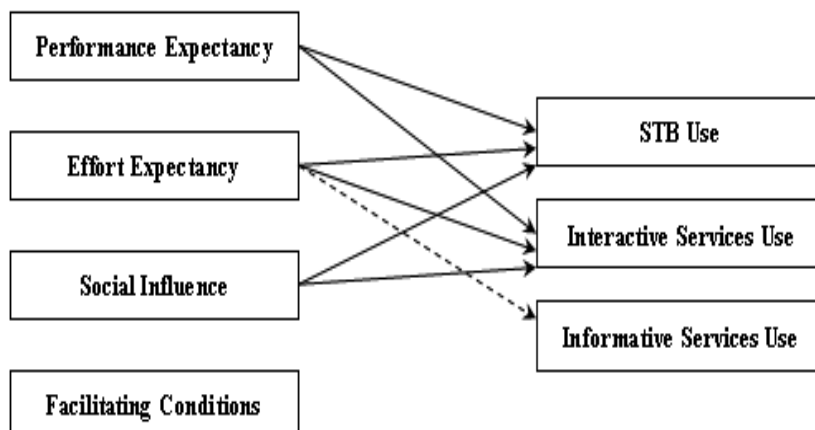 Performance Expectancy
Effort Expectancy
Social Influence
Facilitating Conditions
STB Use
Interactive Services Use
Informative Services Use